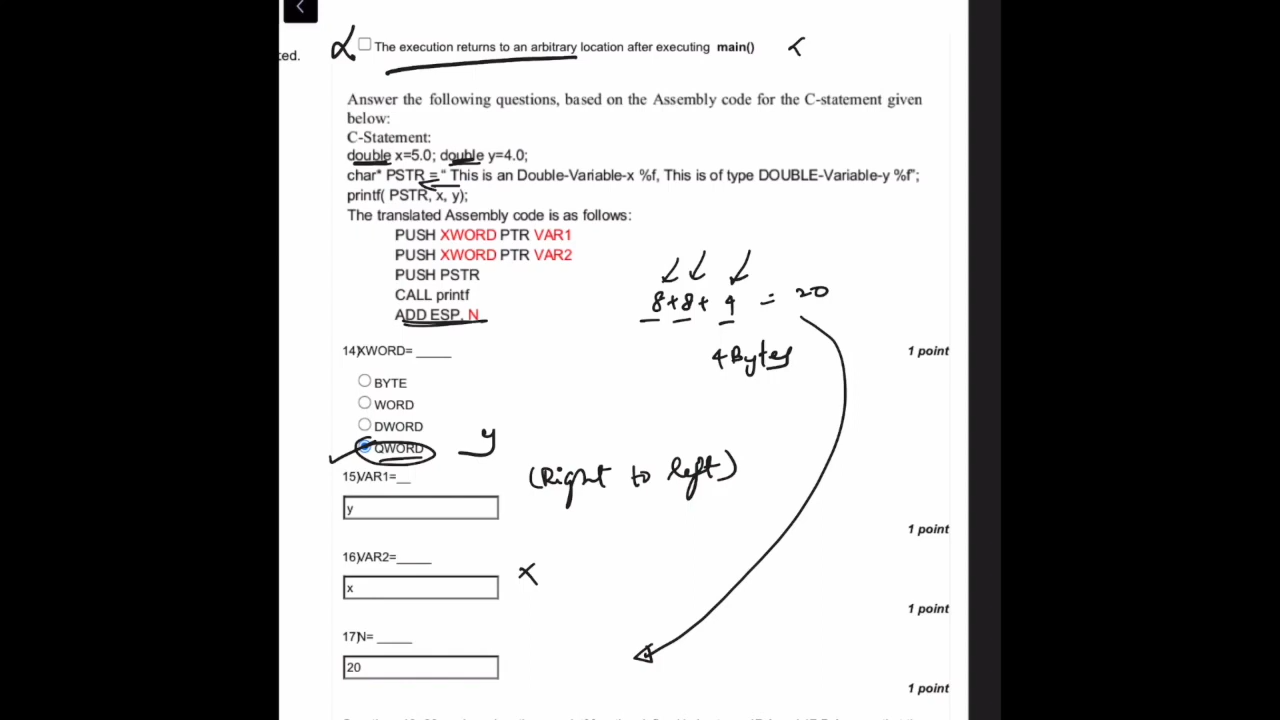 The execution returns to an arbitrary location after executing main()
ted.
Answer the following questions, based on the Assembly code for the C-statement given
below:
C-Statement:
double x=5.0; double y=4.0;
char* PSTR = “ This is an Double-Variable-x %f, This is of type DOUBLE-Variable-y %f”;
printf( PSTR, x, y);
The translated Assembly code is as follows:
PUSH XWORD PTR VAR1
PUSH XWORD PTR VAR2
PUSH PSTR
CALL printf
ADD ESP, N
8+8+ 4 = 20
4 Bytes
14)XWORD= _____ 1 point
BYTE
WORD
DWORD
QWORD
y
(Right to left)
15)VAR1=__
y
1 point
16)VAR2=_____
x
x
1 point
17)N= _____
20
1 point